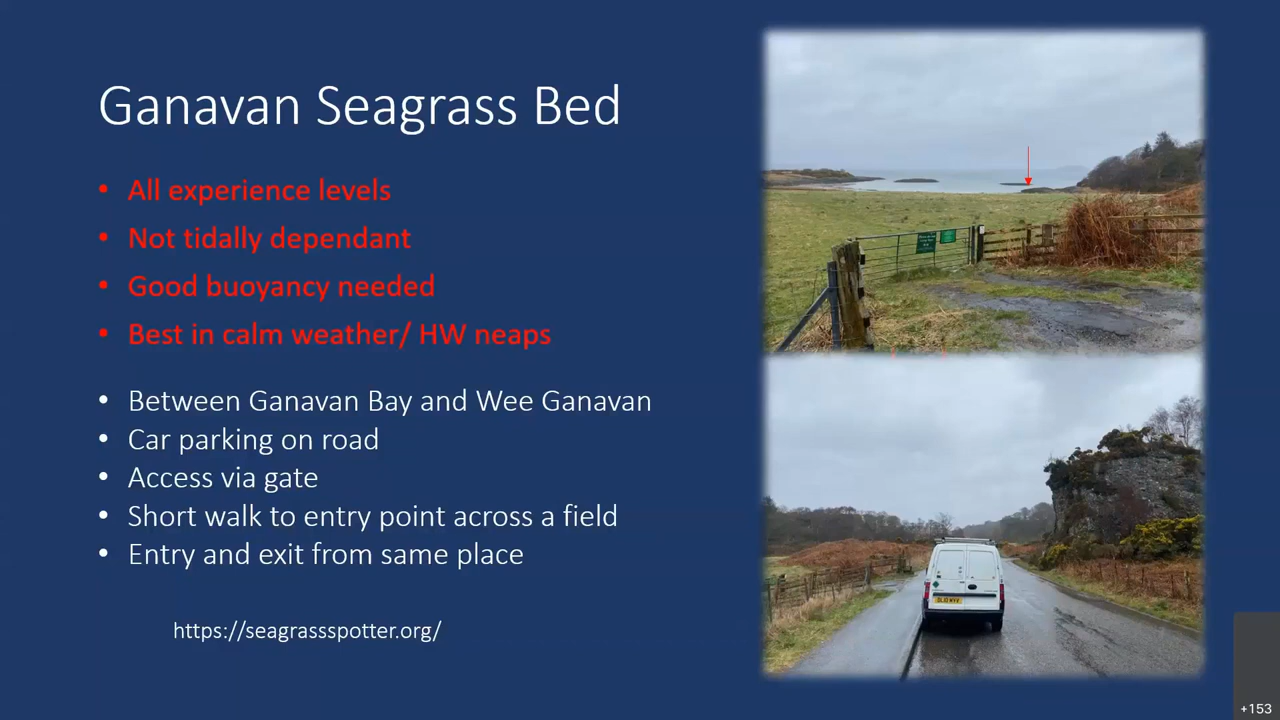 Ganavan Seagrass Bed
• All experience levels
• Not tidally dependant
• Good buoyancy needed
• Best in calm weather/ HW neaps
• Between Ganavan Bay and Wee Ganavan
• Car parking on road
• Access via gate
• Short walk to entry point across a field
• Entry and exit from same place
https://seagrassspotter.org/
+153